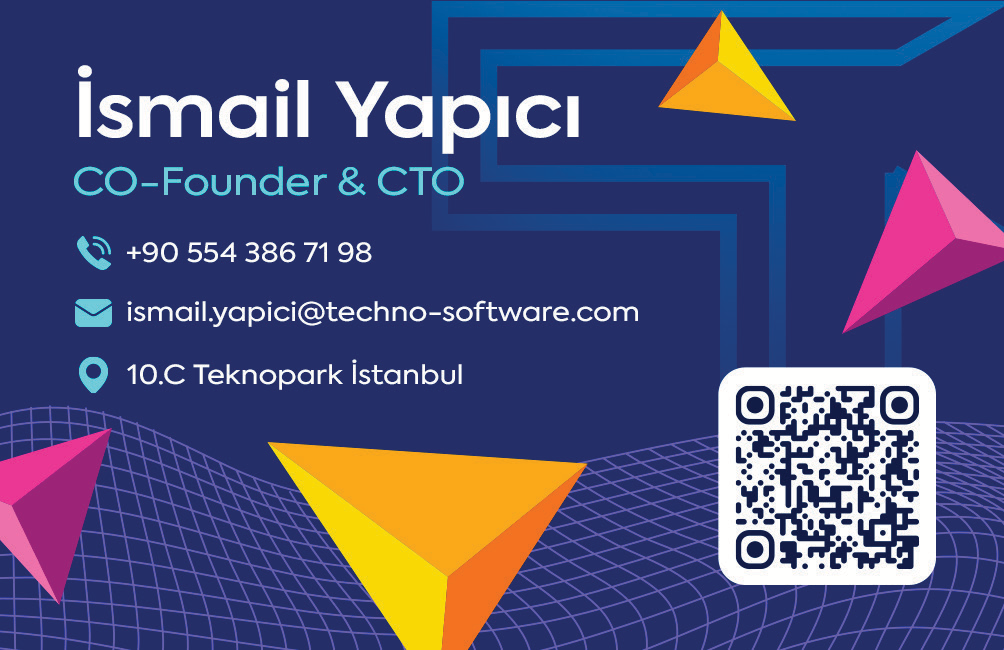 İsmail Yapıcı
CO-Founder & CTO
+90 554 386 71 98
ismail.yapici@techno-software.com
10.C Teknopark İstanbul